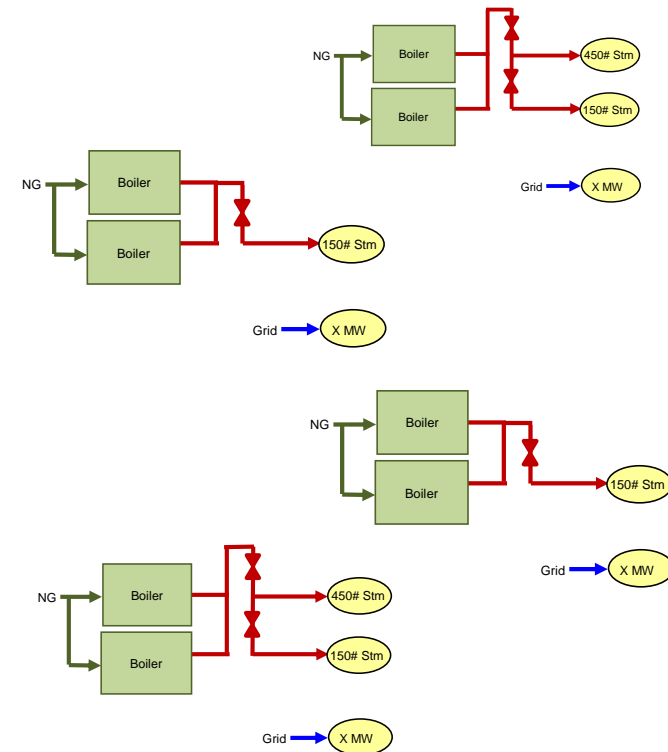 Boiler
NG
450# Stm
Boiler
150# Stm
Grid
X MW
Boiler
NG
Boiler
150# Stm
Grid
X MW
Boiler
NG
Boiler
150# Stm
Grid
X MW
Boiler
NG
450# Stm
Boiler
150# Stm
Grid
X MW